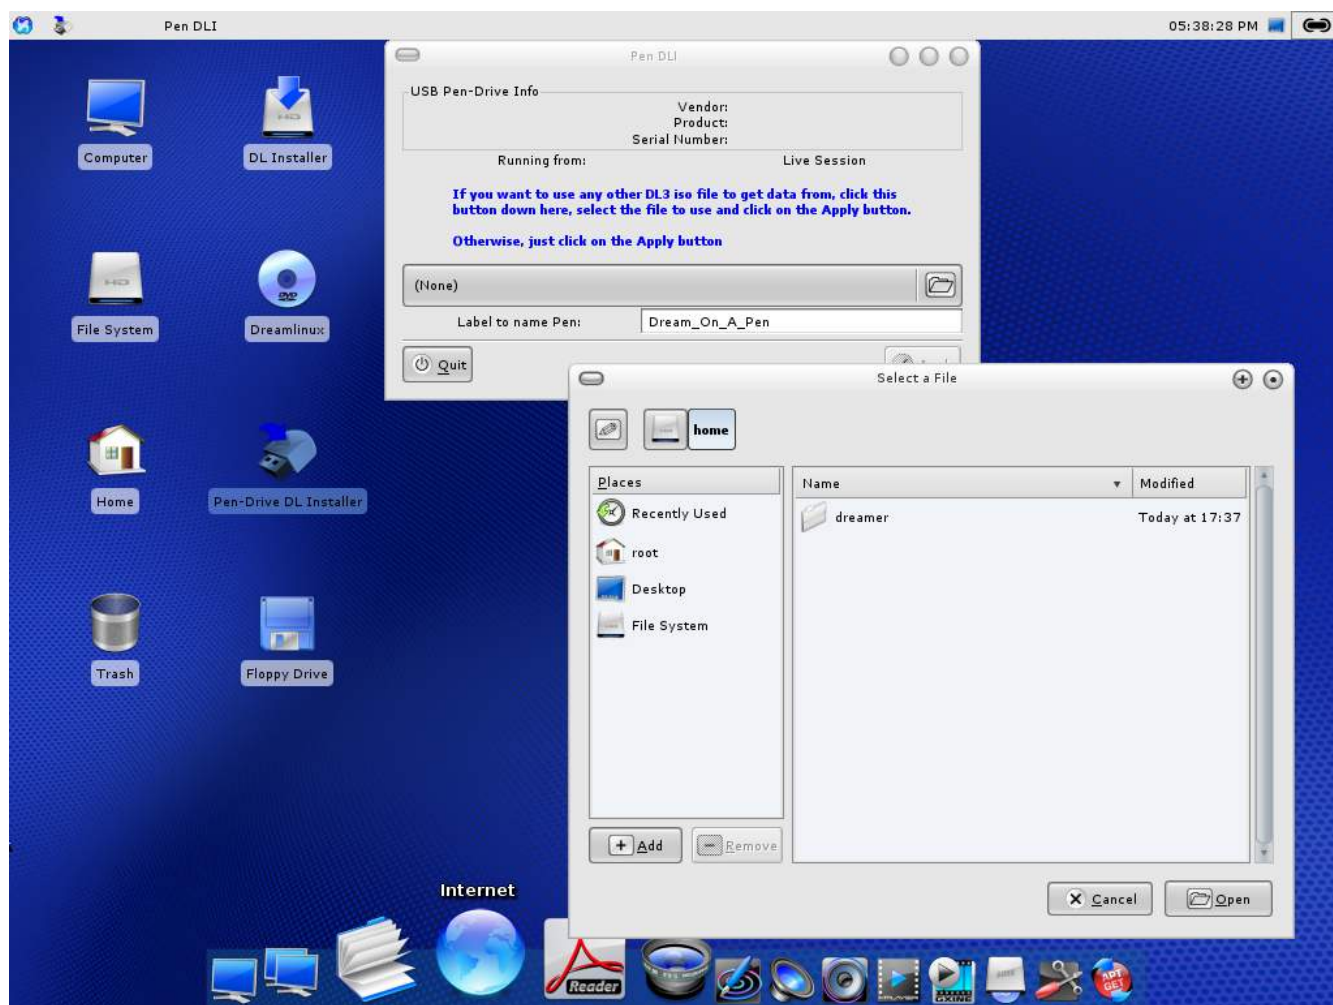 Pen DLI
05:38:28 PM
Pen DLI
USB Pen-Drive Info
Vendor:
Product:
Serial Number:
Running from: Live Session
If you want to use any other DL3 iso file to get data from, click this
button down here, select the file to use and click on the Apply button.
Otherwise, just click on the Apply button
(None)
Label to name Pen: Dream_On_A_Pen
Quit
Select a File
home
Places
Recently Used
root
Desktop
File System
Name Modified
dreamer Today at 17:37
Add Remove
Cancel Open
Computer
DL Installer
HD
File System
DVD
Dreamlinux
Home
Pen-Drive DL Installer
Trash
Floppy Drive
Internet
Reader
GXINE
APT
GET